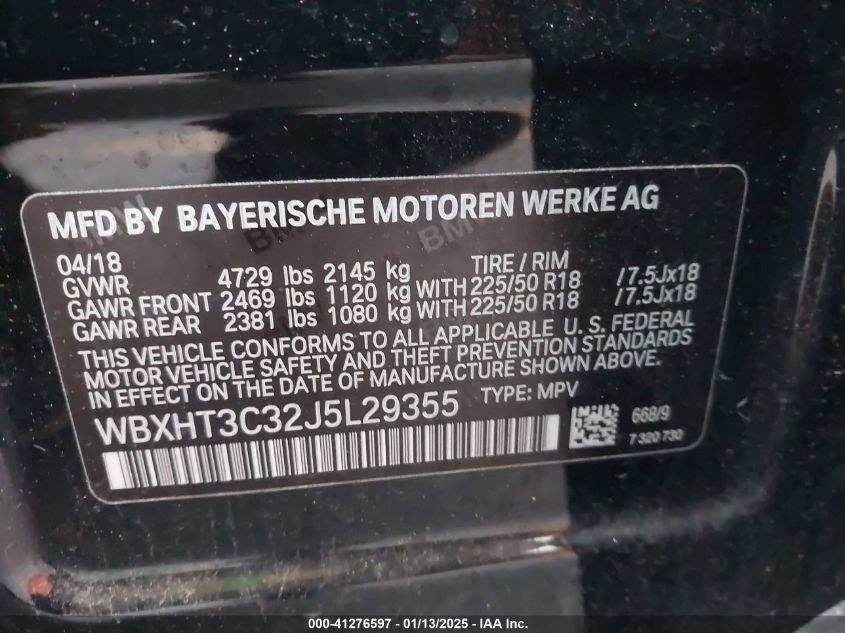 MFD BY BAYERISCHE MOTOREN WERKE AG
04/18 TIRE / RIM
GVWR 4729 lbs 2145 kg
GAWR FRONT 2469 lbs 1120 kg WITH 225/50 R18 /7.5Jx18
GAWR REAR 2381 lbs 1080 kg WITH 225/50 R18 /7.5Jx18
THIS VEHICLE CONFORMS TO ALL APPLICABLE U. S. FEDERAL
MOTOR VEHICLE SAFETY AND THEFT PREVENTION STANDARDS
IN EFFECT ON THE DATE OF MANUFACTURE SHOWN ABOVE.
WBXHT3C32J5L29355 TYPE: MPV
668/9
7 320 730
000-41276597 - 01/13/2025 - IAA Inc.